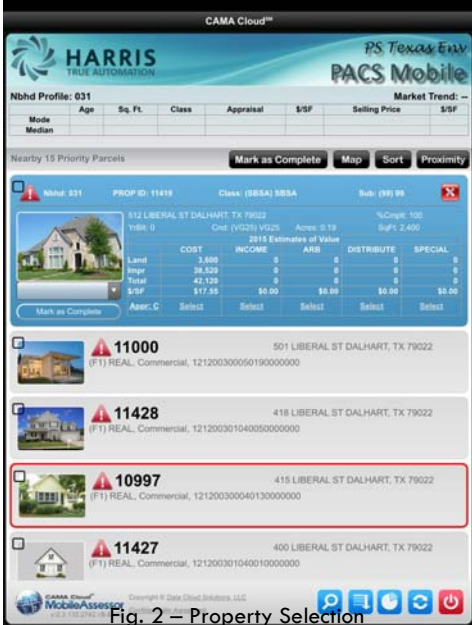 CAMA Cloud℠
HARRIS
TRUE AUTOMATION
PS Texas Env
PACS Mobile
Nbhd Profile: 031
Market Trend: --
Age Sq. Ft. Class Appraisal $/SF Selling Price $/SF
Mode
Median
Nearby 15 Priority Parcels
Mark as Complete Map Sort Proximity
Nbhd: 031 PROP ID: 11419 Class: (SBSA) SBSA Sub: (99) 99
512 LIBERAL ST DALHART, TX 79022 %Cmplt: 100
YrBlt: 0 Cnd: (VG25) VG25 Acres: 0.19 SqFt: 2,400
2015 Estimates of Value
COST INCOME ARB DISTRIBUTE SPECIAL
Land 3,600 0 0 0 0
Impr 38,520 0 0 0 0
Total 42,120 0 0 0 0
$/SF $17.55 $0.00 $0.00 $0.00 $0.00
Appr: C Select Select Select Select
Mark as Complete
11000 501 LIBERAL ST DALHART, TX 79022
(F1) REAL, Commercial, 121200300050190000000
11428 418 LIBERAL ST DALHART, TX 79022
(F1) REAL, Commercial, 121200301040050000000
10997 415 LIBERAL ST DALHART, TX 79022
(F1) REAL, Commercial, 121200300040130000000
11427 400 LIBERAL ST DALHART, TX 79022
(F1) REAL, Commercial, 121200301040010000000
CAMA Cloud℠
MobileAssessor
Copyright © Data Cloud Solutions, LLC
Fig. 2 – Property Selection